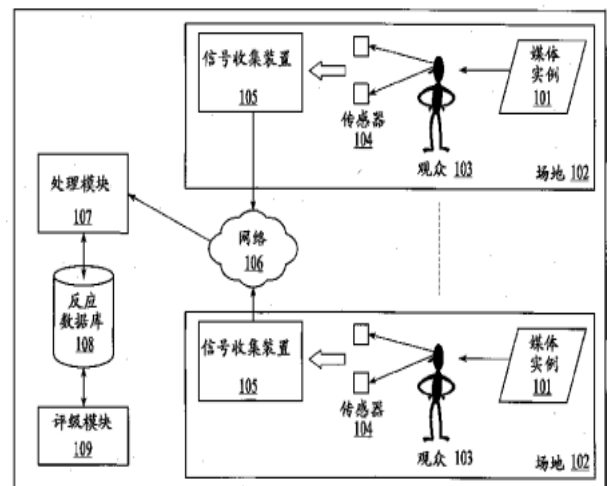 信号收集装置
105
传感器
104
观众 103
媒体
实例
101
场地 102
处理模块
107
网络
106
反应
数据库
108
评级模块
109
信号收集装置
105
传感器
104
观众 103
媒体
实例
101
场地 102